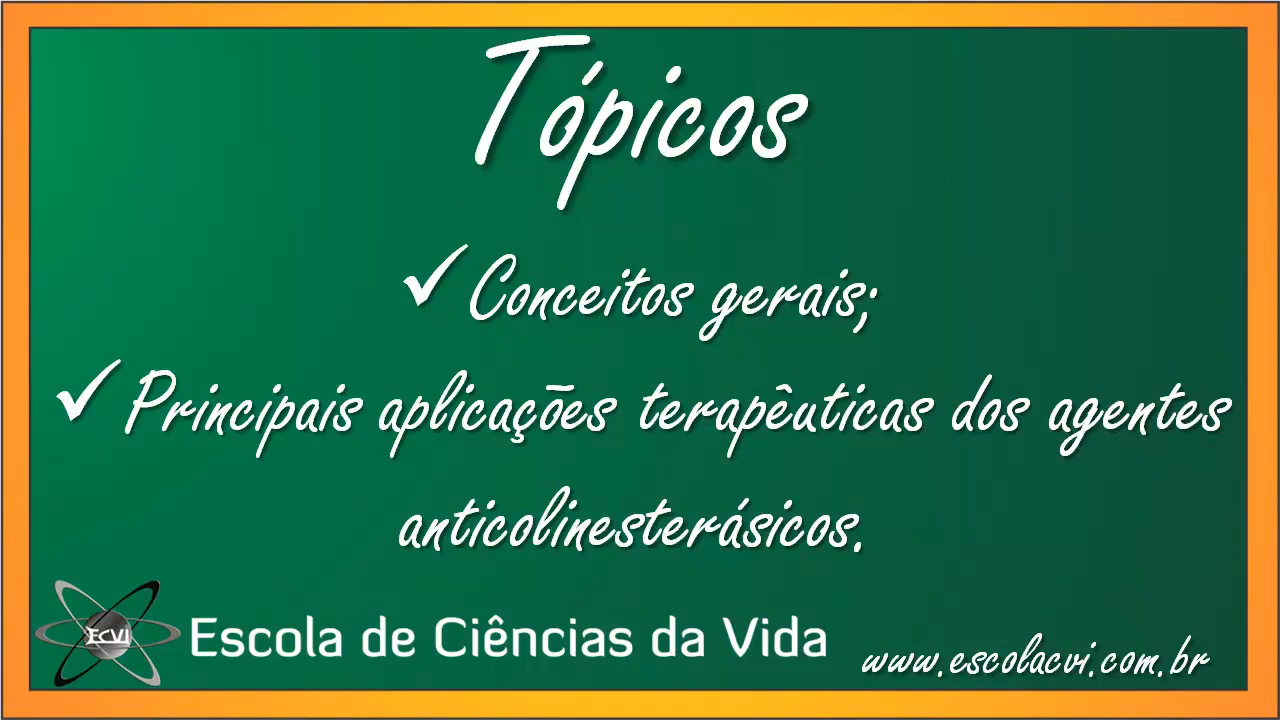 Tópicos
✓ Conceitos gerais;
✓ Principais aplicações terapêuticas dos agentes
anticolinesterásicos.
ECVI
Escola de Ciências da Vida
www.escolacvi.com.br